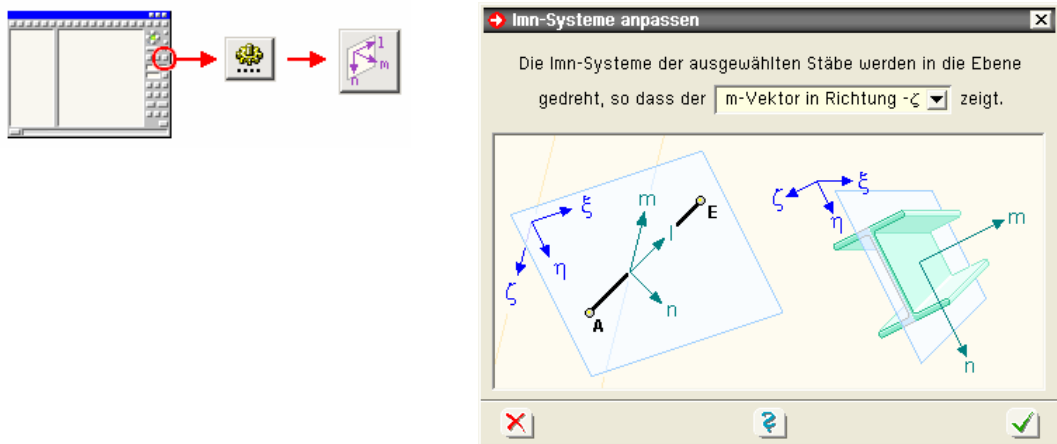 l
m
n
lmn-Systeme anpassen
Die lmn-Systeme der ausgewählten Stäbe werden in die Ebene
gedreht, so dass der m-Vektor in Richtung -ζ zeigt.
ξ
η
ζ
m
l
n
E
A
ζ
ξ
η
m
n